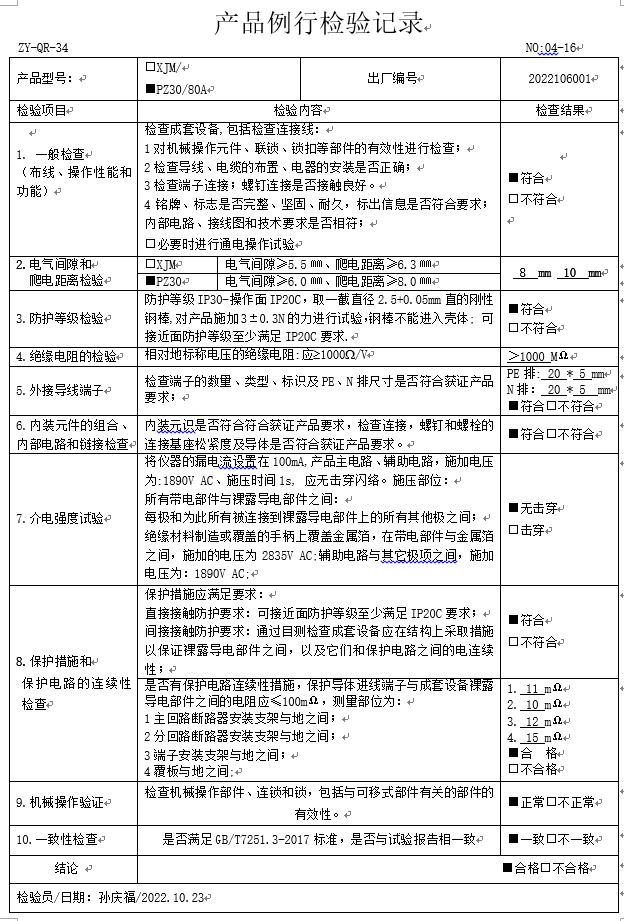 产品例行检验记录
ZY-QR-34
NO:04-16
产品型号：
□XJM/
■PZ30/80A
出厂编号
2022106001
检验项目
检验内容
检查结果
1. 一般检查
（布线、操作性能和
功能）
检查成套设备,包括检查连接线：
1对机械操作元件、联锁、锁扣等部件的有效性进行检查；
2检查导线、电缆的布置、电器的安装是否正确；
3检查端子连接；螺钉连接是否接触良好。
4 铭牌、标志是否完整、坚固、耐久，标出信息是否符合要求；
内部电路、接线图和技术要求是否相符；
□必要时进行通电操作试验
■符合
□不符合
2.电气间隙和
爬电距离检验
□XJM
电气间隙≥5.5㎜、爬电距离≥6.3㎜
■PZ30
电气间隙≥6.0㎜、爬电距离≥8.0㎜
8 mm 10 mm
3.防护等级检验
防护等级IP30-操作面IP20C，取一截直径2.5+0.05mm直的刚性
钢棒,对产品施加3±0.3N的力进行试验,钢棒不能进入壳体；可
接近面防护等级至少满足IP20C要求.
■符合
□不符合
4.绝缘电阻的检验
相对地标称电压的绝缘电阻:应≥1000Ω/V
＞1000 MΩ
5.外接导线端子
检查端子的数量、类型、标识及PE、N排尺寸是否符合获证产品
要求；
PE排: 20 * 5 mm
N排： 20 * 5 mm
■符合□不符合
6.内装元件的组合、
内部电路和链接检查
内装元识是否符合符合获证产品要求，检查连接，螺钉和螺栓的
连接基座松紧度及导体是否符合获证产品要求。
■符合□不符合
7.介电强度试验
将仪器的漏电流设置在100mA,产品主电路、辅助电路，施加电压
为:1890V AC、施压时间1s, 应无击穿闪络。施压部位：
所有带电部件与裸露导电部件之间：
每极和为此所有被连接到裸露导电部件上的所有其他极之间；
绝缘材料制造或覆盖的手柄上覆盖金属箔，在带电部件与金属箔
之间，施加的电压为 2835V AC;辅助电路与其它极项之间，施加
电压为：1890V AC;
■无击穿
□击穿
8.保护措施和
保护电路的连续性
检查
保护措施应满足要求：
直接接触防护要求：可接近面防护等级至少满足IP20C要求；
间接接触防护要求：通过目测检查成套设备应在结构上采取措施
以保证裸露导电部件之间，以及它们和保护电路之间的电连续
性；
■符合
□不符合
是否有保护电路连续性措施，保护导体进线端子与成套设备裸露
导电部件之间的电阻应≤100mΩ，测量部位为：
1主回路断路器安装支架与地之间；
2分回路断路器安装支架与地之间；
3端子安装支架与地之间；
4覆板与地之间;
1. 11 mΩ
2. 10 mΩ
3. 12 mΩ
4. 15 mΩ
■合 格
□不合格
9.机械操作验证
检查机械操作部件、连锁和锁，包括与可移式部件有关的部件的
有效性。
■正常□不正常
10.一致性检查
是否满足GB/T7251.3-2017标准，是否与试验报告相一致
■一致□不一致
结论
■合格□不合格
检验员/日期：孙庆福/2022.10.23